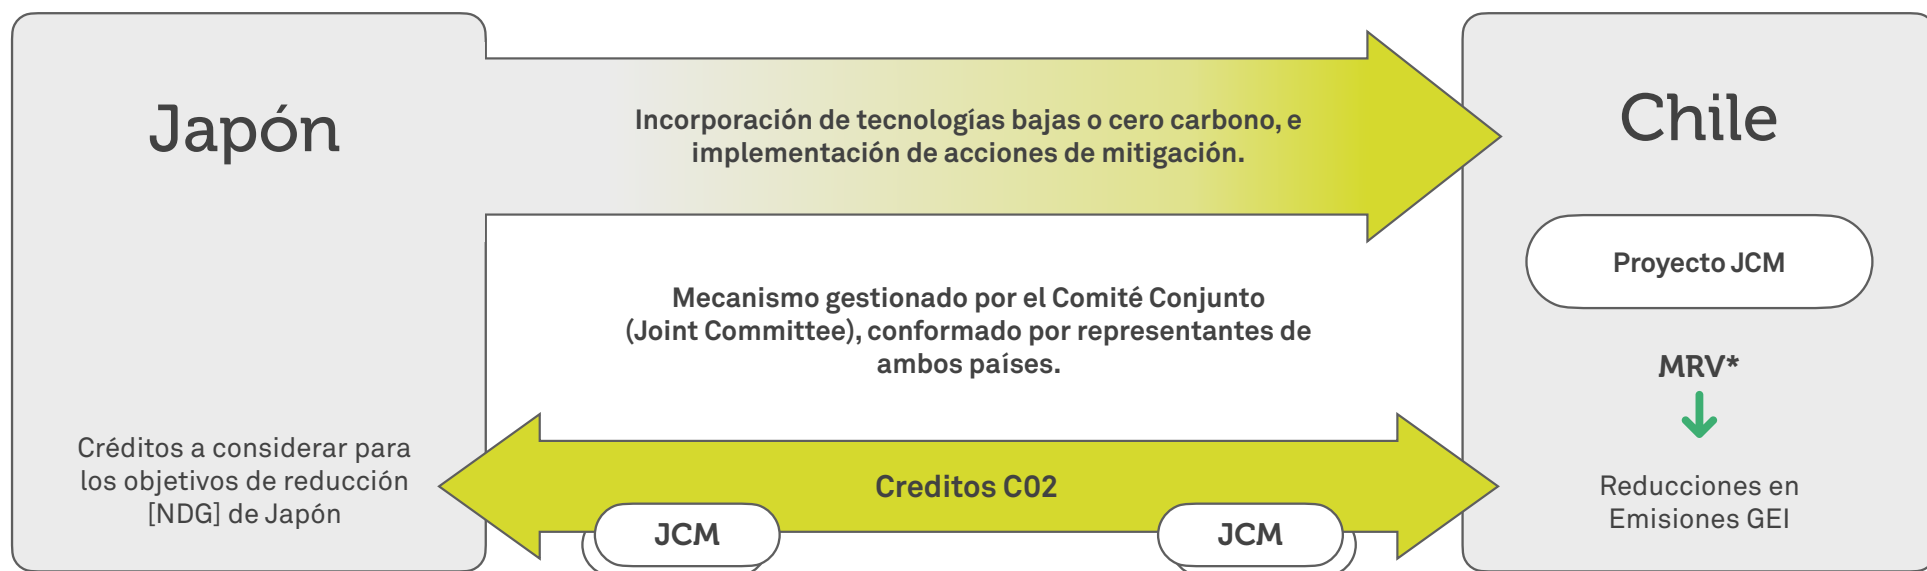 Japón
Incorporación de tecnologías bajas o cero carbono, e
implementación de acciones de mitigación.
Chile
Proyecto JCM
Mecanismo gestionado por el Comité Conjunto
(Joint Committee), conformado por representantes de
ambos países.
MRV*
Créditos a considerar para
los objetivos de reducción
[NDG] de Japón
Creditos C02
Reducciones en
Emisiones GEI
JCM
JCM